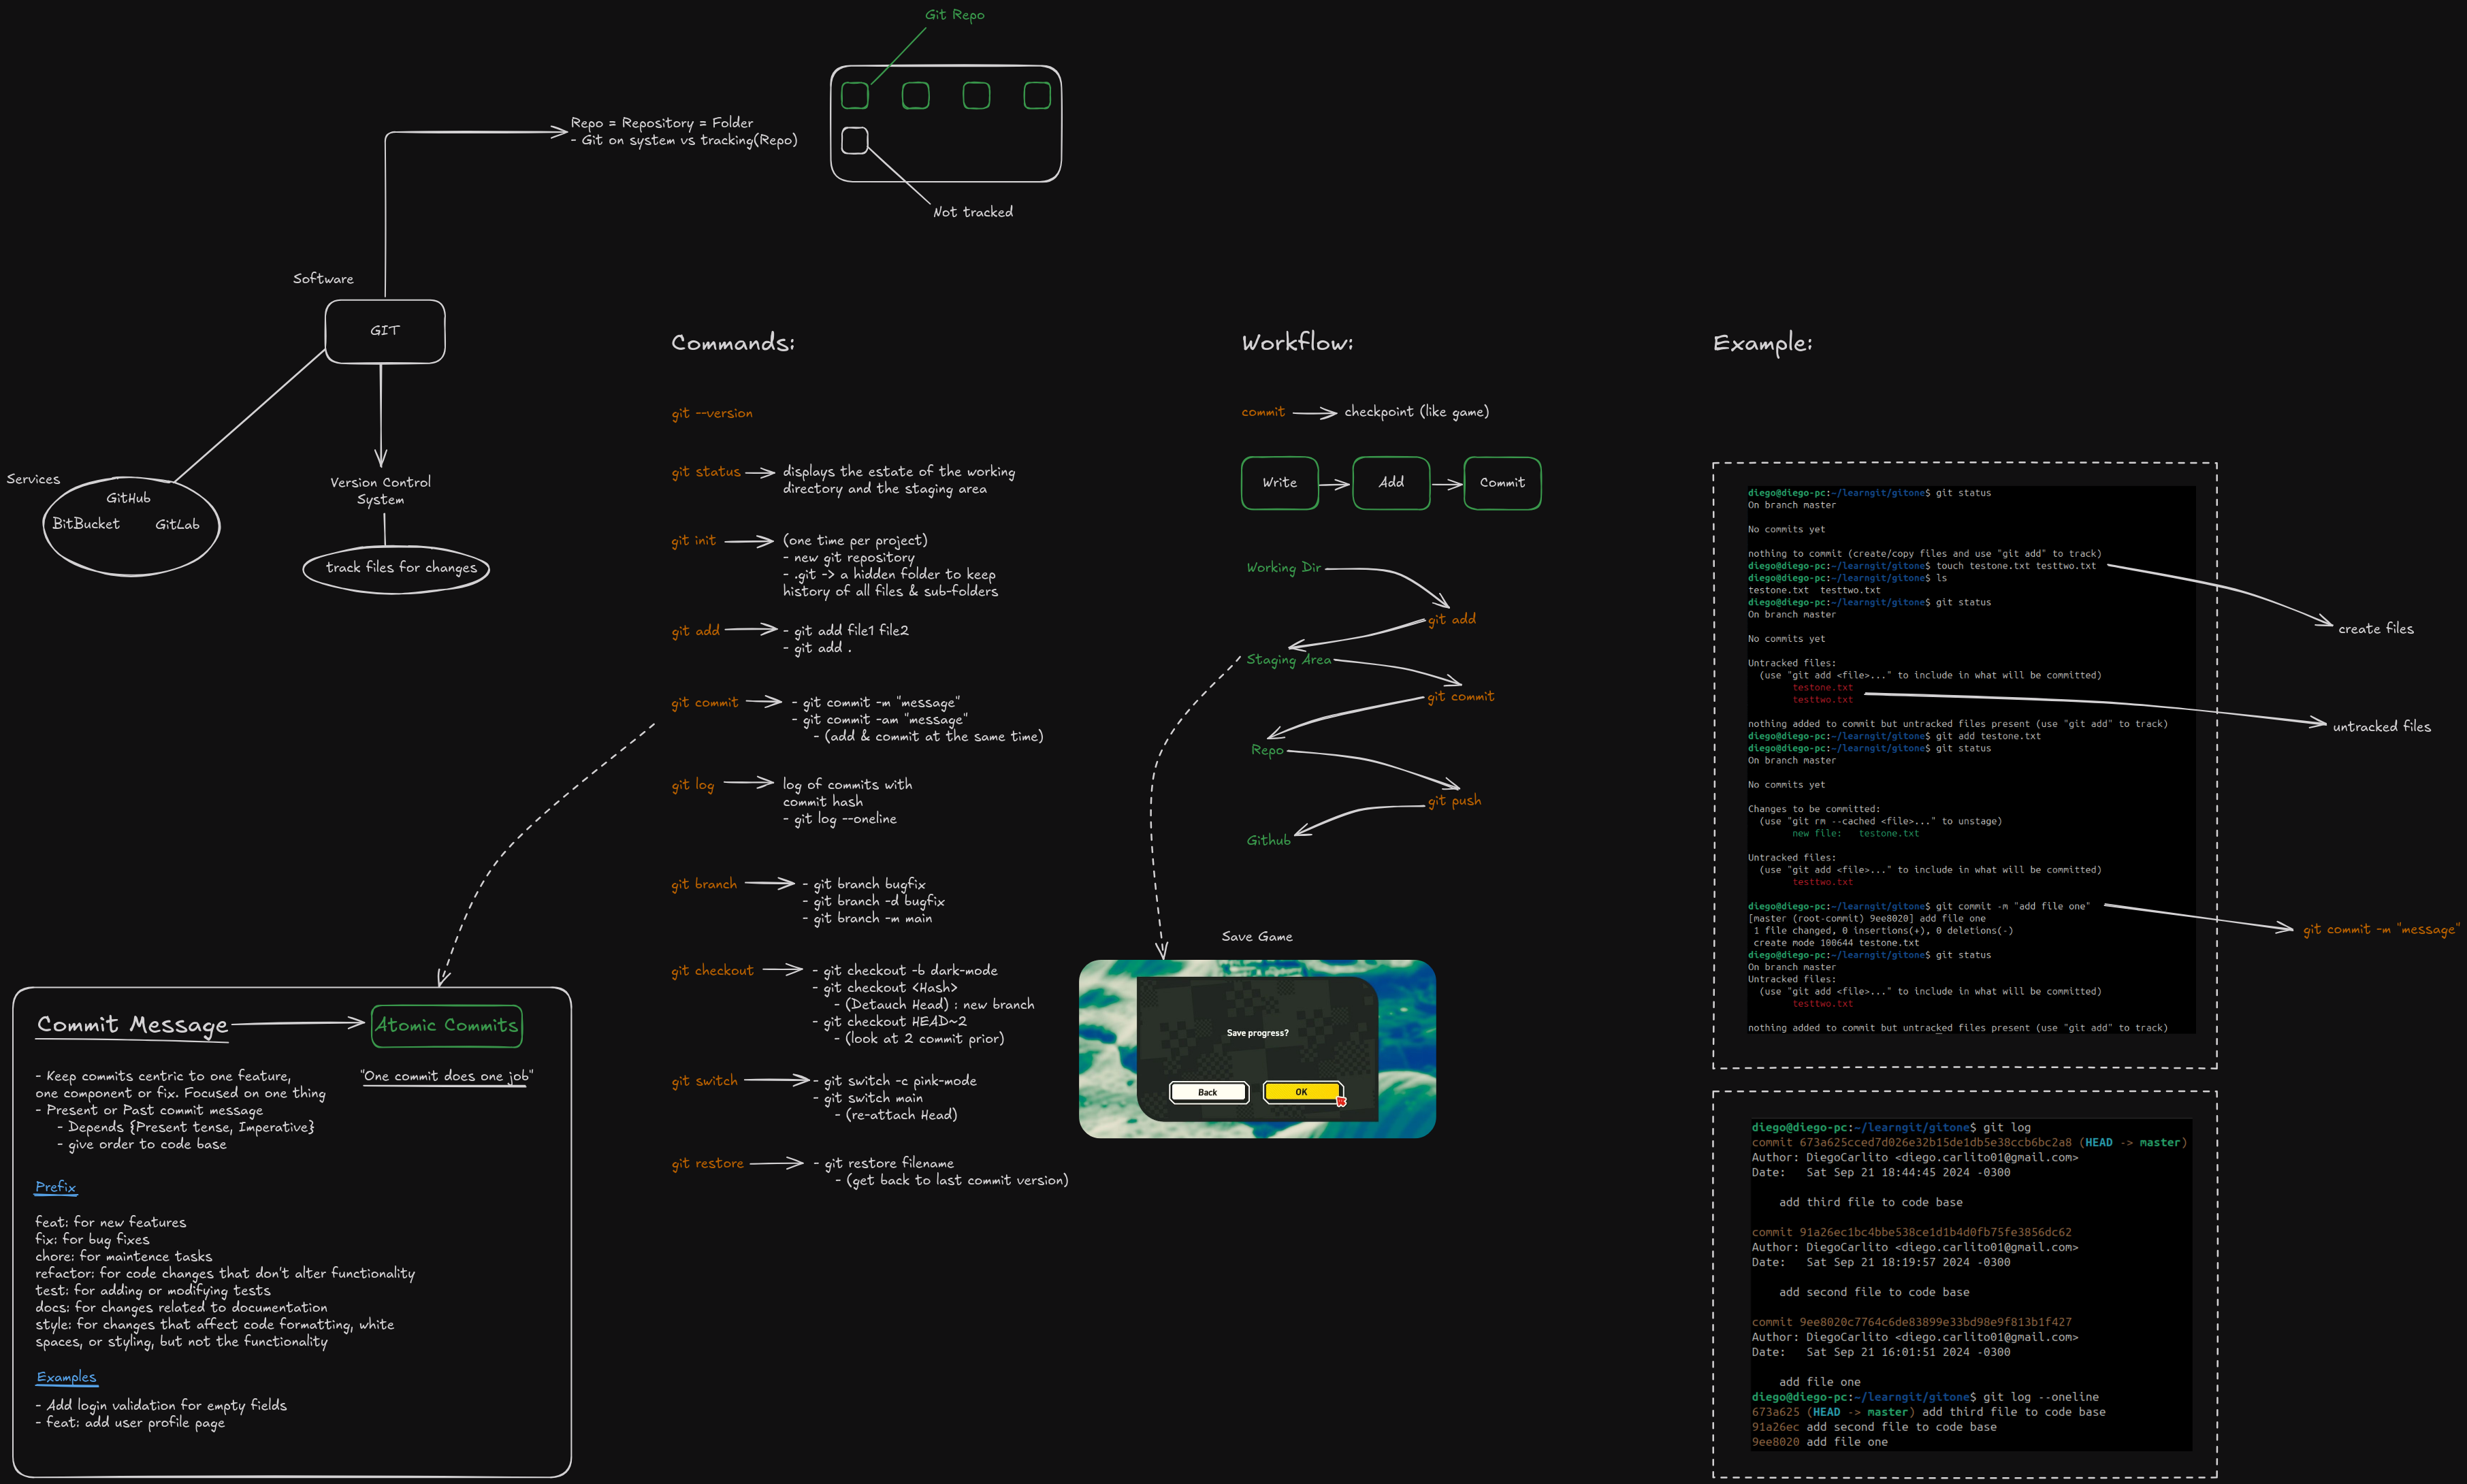 Git Repo
Repo = Repository = Folder
- Git on system vs tracking(Repo)
Not tracked
Software
GIT
Services
GitHub
BitBucket
GitLab
Version Control
System
track files for changes
Commands:
git --version
git status
displays the estate of the working
directory and the staging area
git init
(one time per project)
- new git repository
- .git -> a hidden folder to keep
history of all files & sub-folders
git add
- git add file1 file2
- git add .
git commit
- git commit -m "message"
- git commit -am "message"
- (add & commit at the same time)
git log
log of commits with
commit hash
- git log --oneline
git branch
- git branch bugfix
- git branch -d bugfix
- git branch -m main
git checkout
- git checkout -b dark-mode
- git checkout <Hash>
- (Detauch Head) : new branch
- git checkout HEAD~2
- (look at 2 commit prior)
git switch
- git switch -c pink-mode
- git switch main
- (re-attach Head)
git restore
- git restore filename
- (get back to last commit version)
Commit Message
Atomic Commits
"One commit does one job"
- Keep commits centric to one feature,
one component or fix. Focused on one thing
- Present or Past commit message
- Depends {Present tense, Imperative}
- give order to code base
Prefix
feat: for new features
fix: for bug fixes
chore: for maintence tasks
refactor: for code changes that don't alter functionality
test: for adding or modifying tests
docs: for changes related to documentation
style: for changes that affect code formatting, white
spaces, or styling, but not the functionality
Examples
- Add login validation for empty fields
- feat: add user profile page
Workflow:
commit
checkpoint (like game)
Write
Add
Commit
Working Dir
git add
Staging Area
git commit
Repo
git push
Github
Save Game
Save progress?
Back
OK
Example:
diego@diego-pc:~/learngit/gitone$ git status
On branch master
No commits yet
nothing to commit (create/copy files and use "git add" to track)
diego@diego-pc:~/learngit/gitone$ touch testone.txt testtwo.txt
diego@diego-pc:~/learngit/gitone$ ls
testone.txt  testtwo.txt
diego@diego-pc:~/learngit/gitone$ git status
On branch master
No commits yet
Untracked files:
(use "git add <file>..." to include in what will be committed)
testone.txt
testtwo.txt
nothing added to commit but untracked files present (use "git add" to track)
diego@diego-pc:~/learngit/gitone$ git add testone.txt
diego@diego-pc:~/learngit/gitone$ git status
On branch master
No commits yet
Changes to be committed:
(use "git rm --cached <file>..." to unstage)
new file:   testone.txt
Untracked files:
(use "git add <file>..." to include in what will be committed)
testtwo.txt
diego@diego-pc:~/learngit/gitone$ git commit -m "add file one"
[master (root-commit) 9ee8020] add file one
1 file changed, 0 insertions(+), 0 deletions(-)
create mode 100644 testone.txt
diego@diego-pc:~/learngit/gitone$ git status
On branch master
Untracked files:
(use "git add <file>..." to include in what will be committed)
testtwo.txt
nothing added to commit but untracked files present (use "git add" to track)
create files
untracked files
git commit -m "message"
diego@diego-pc:~/learngit/gitone$ git log
commit 673a625cced7d026e32b15de1db5e38ccb6bc2a8 (HEAD -> master)
Author: DiegoCarlito <diego.carlito01@gmail.com>
Date:   Sat Sep 21 18:44:45 2024 -0300
add third file to code base
commit 91a26ec1bc4bbe538ce1d1b4d0fb75fe3856dc62
Author: DiegoCarlito <diego.carlito01@gmail.com>
Date:   Sat Sep 21 18:19:57 2024 -0300
add second file to code base
commit 9ee8020c7764c6de83899e33bd98e9f813b1f427
Author: DiegoCarlito <diego.carlito01@gmail.com>
Date:   Sat Sep 21 16:01:51 2024 -0300
add file one
diego@diego-pc:~/learngit/gitone$ git log --oneline
673a625 (HEAD -> master) add third file to code base
91a26ec add second file to code base
9ee8020 add file one